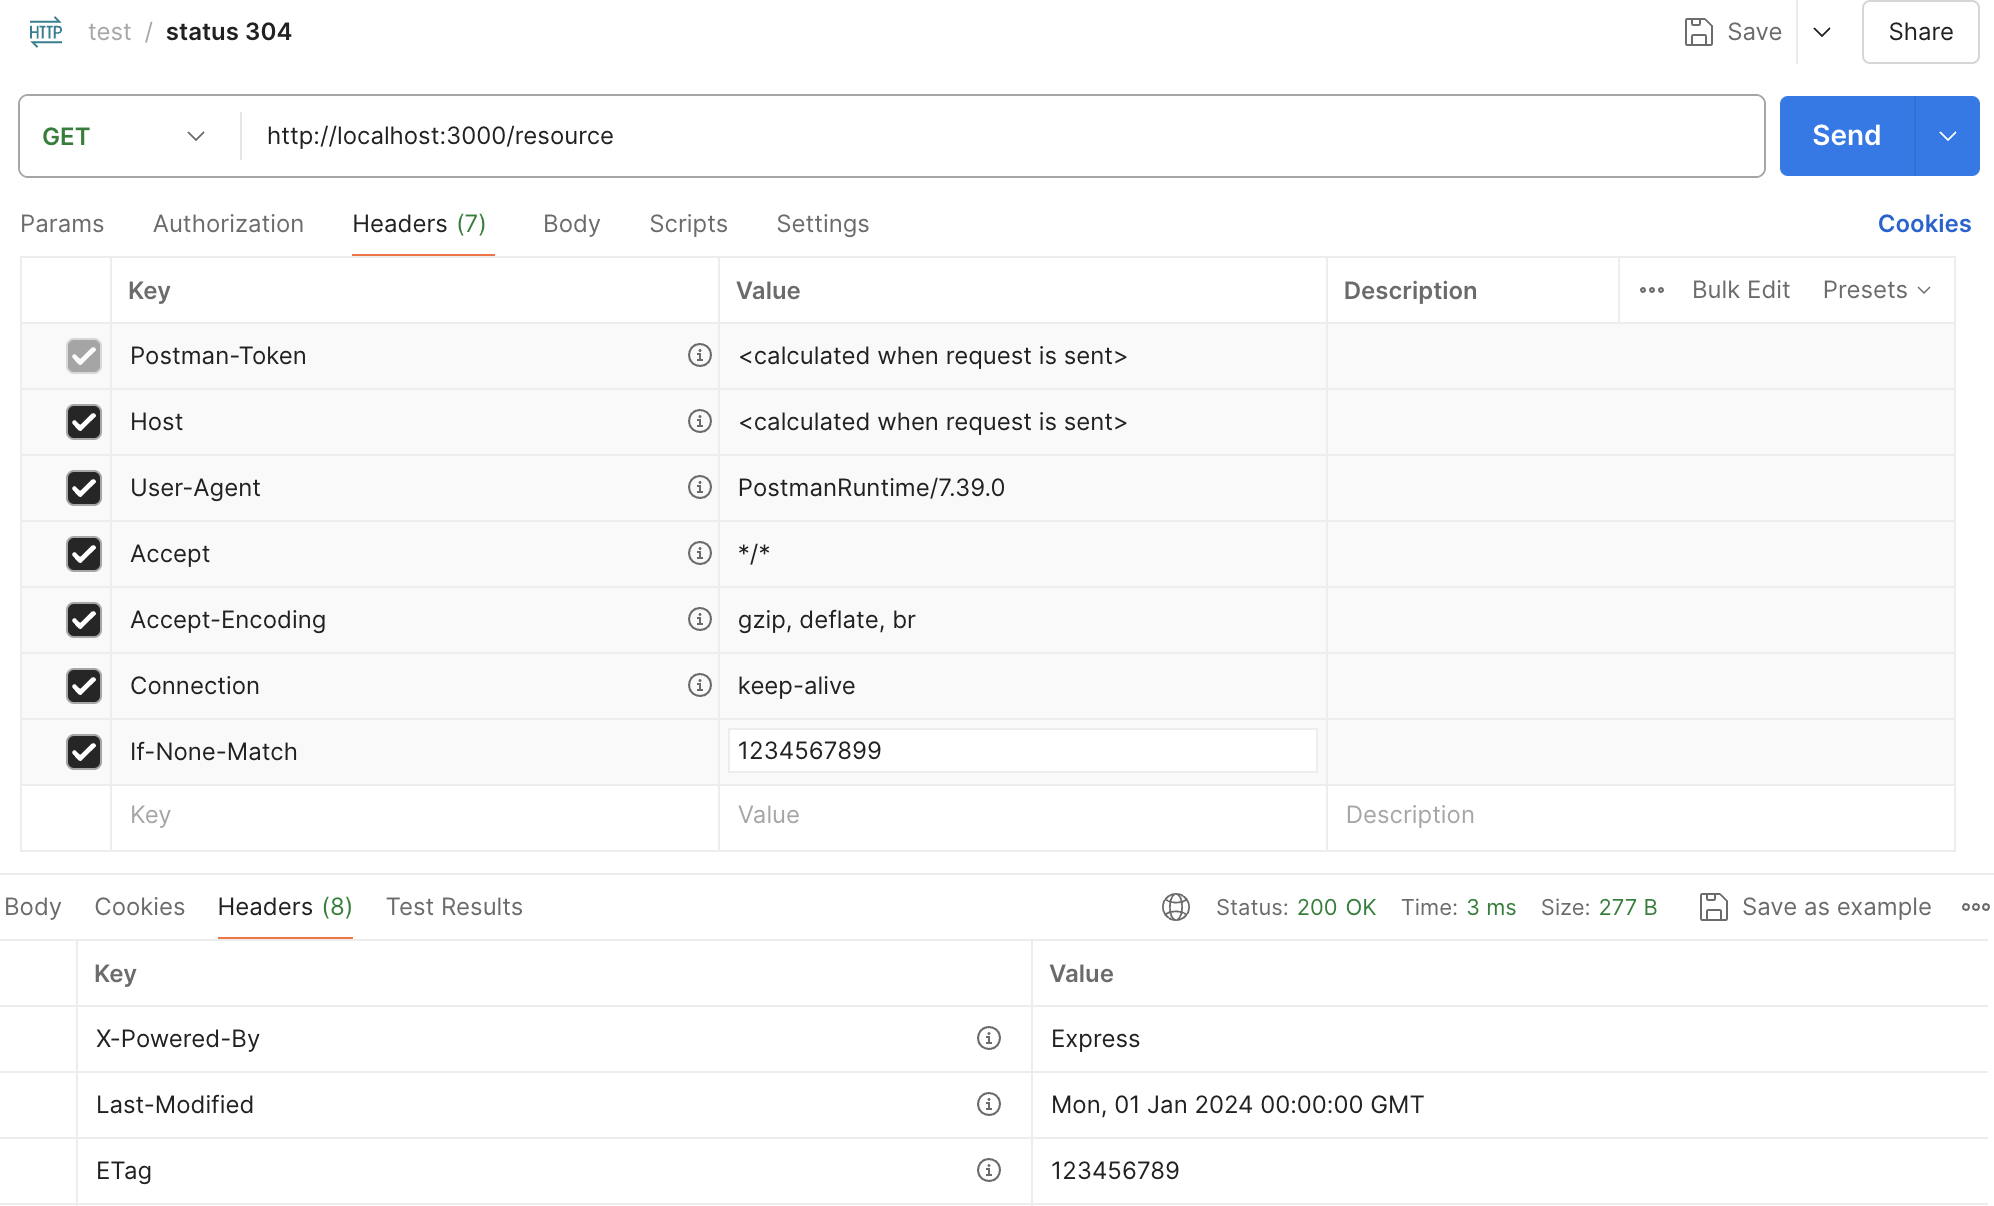 HTTP test / status 304 Save Share
GET http://localhost:3000/resource Send
Params Authorization Headers (7) Body Scripts Settings Cookies
Key Value Description Bulk Edit Presets
Postman-Token <calculated when request is sent>
Host <calculated when request is sent>
User-Agent PostmanRuntime/7.39.0
Accept */*
Accept-Encoding gzip, deflate, br
Connection keep-alive
If-None-Match 1234567899
Key Value Description
Body Cookies Headers (8) Test Results Status: 200 OK Time: 3 ms Size: 277 B Save as example
Key Value
X-Powered-By Express
Last-Modified Mon, 01 Jan 2024 00:00:00 GMT
ETag 123456789